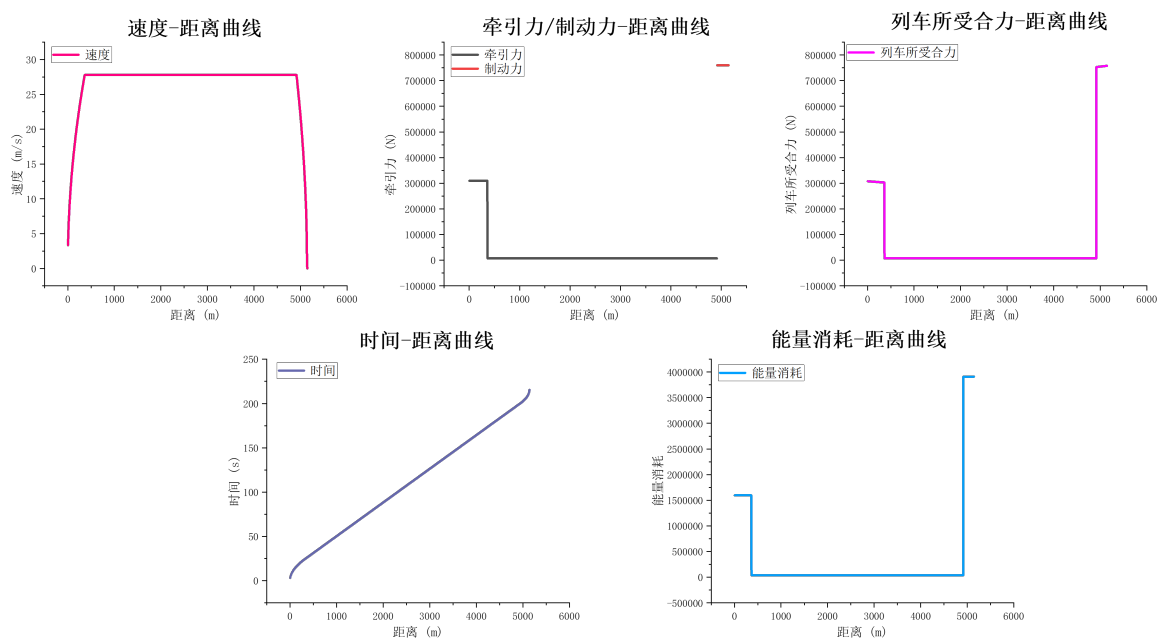 速度-距离曲线
速度
速度 (m/s)
30
25
20
15
10
5
0
0 1000 2000 3000 4000 5000 6000
距离 (m)
牵引力/制动力-距离曲线
牵引力
制动力
牵引力 (N)
800000
700000
600000
500000
400000
300000
200000
100000
0
-100000
0 1000 2000 3000 4000 5000
距离 (m)
列车所受合力-距离曲线
列车所受合力
列车所受合力 (N)
800000
700000
600000
500000
400000
300000
200000
100000
0
-100000
0 1000 2000 3000 4000 5000 6000
距离 (m)
时间-距离曲线
时间
时间 (s)
250
200
150
100
50
0
0 1000 2000 3000 4000 5000 6000
距离 (m)
能量消耗-距离曲线
能量消耗
能量消耗
4000000
3500000
3000000
2500000
2000000
1500000
1000000
500000
0
-500000
0 1000 2000 3000 4000 5000 6000
距离 (m)